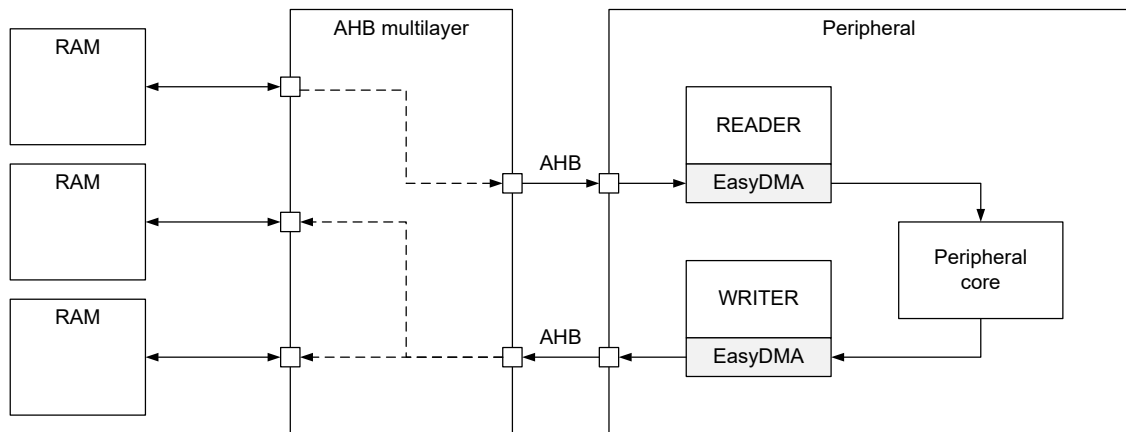 AHB multilayer
Peripheral
RAM
RAM
RAM
AHB
READER
EasyDMA
Peripheral
core
WRITER
AHB
EasyDMA